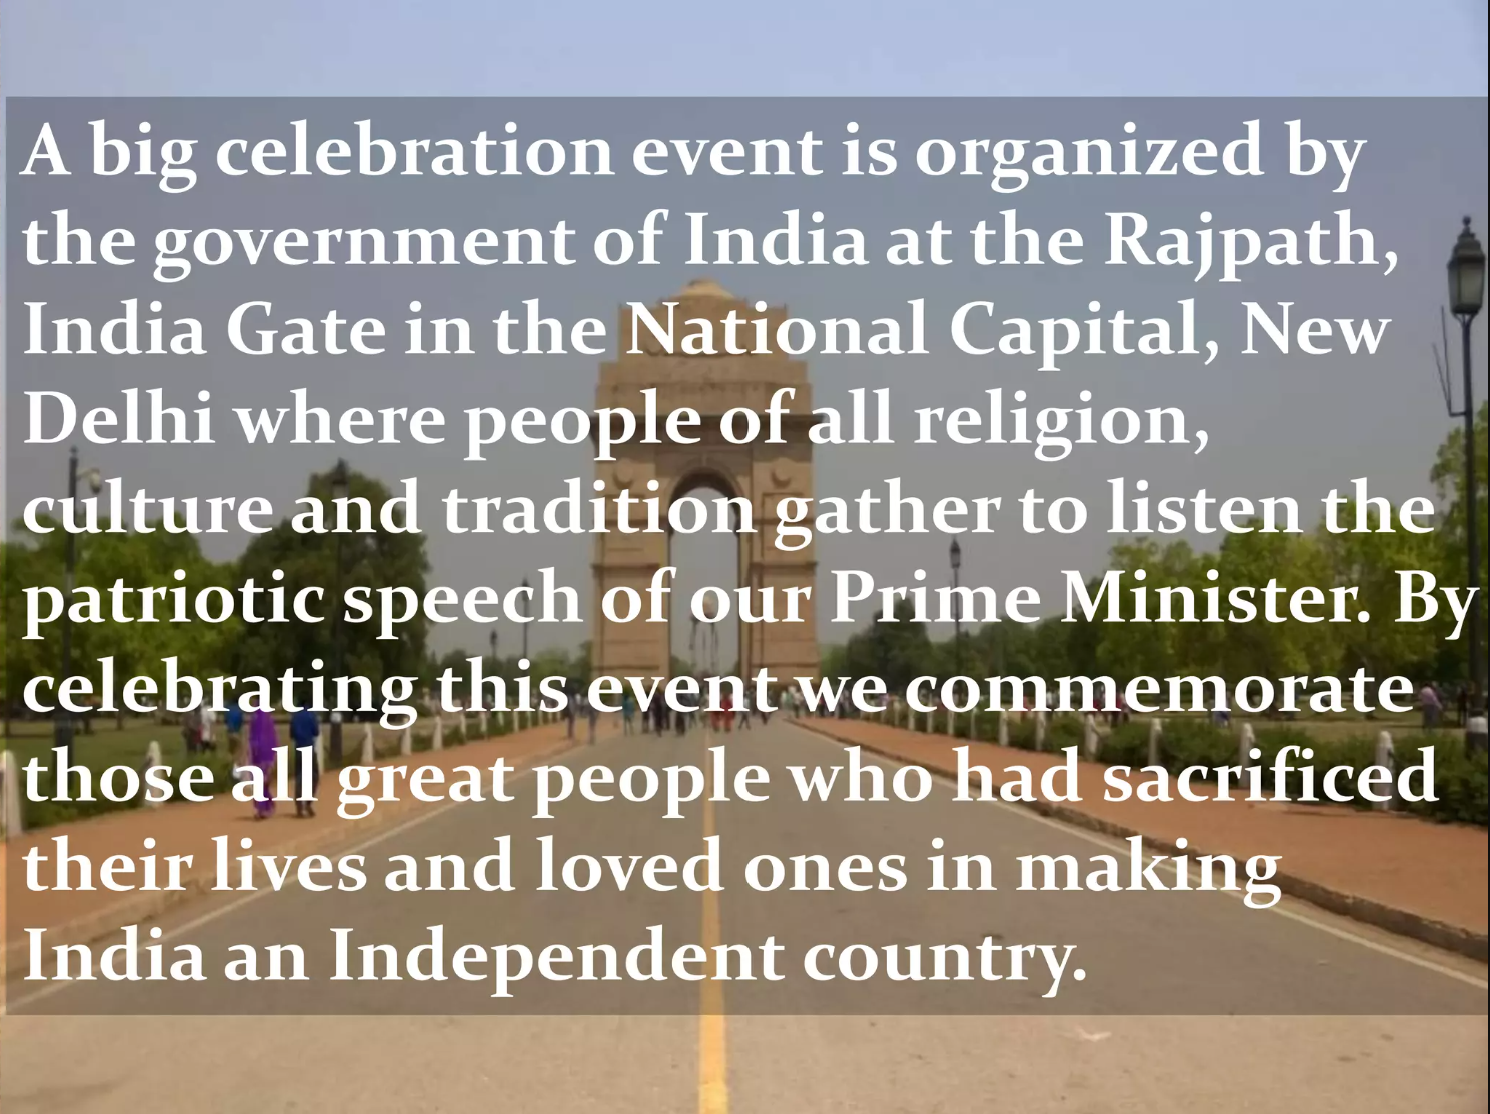 A big celebration event is organized by
the government of India at the Rajpath,
India Gate in the National Capital, New
Delhi where people of all religion,
culture and tradition gather to listen the
patriotic speech of our Prime Minister. By
celebrating this event we commemorate
those all great people who had sacrificed
their lives and loved ones in making
India an Independent country.